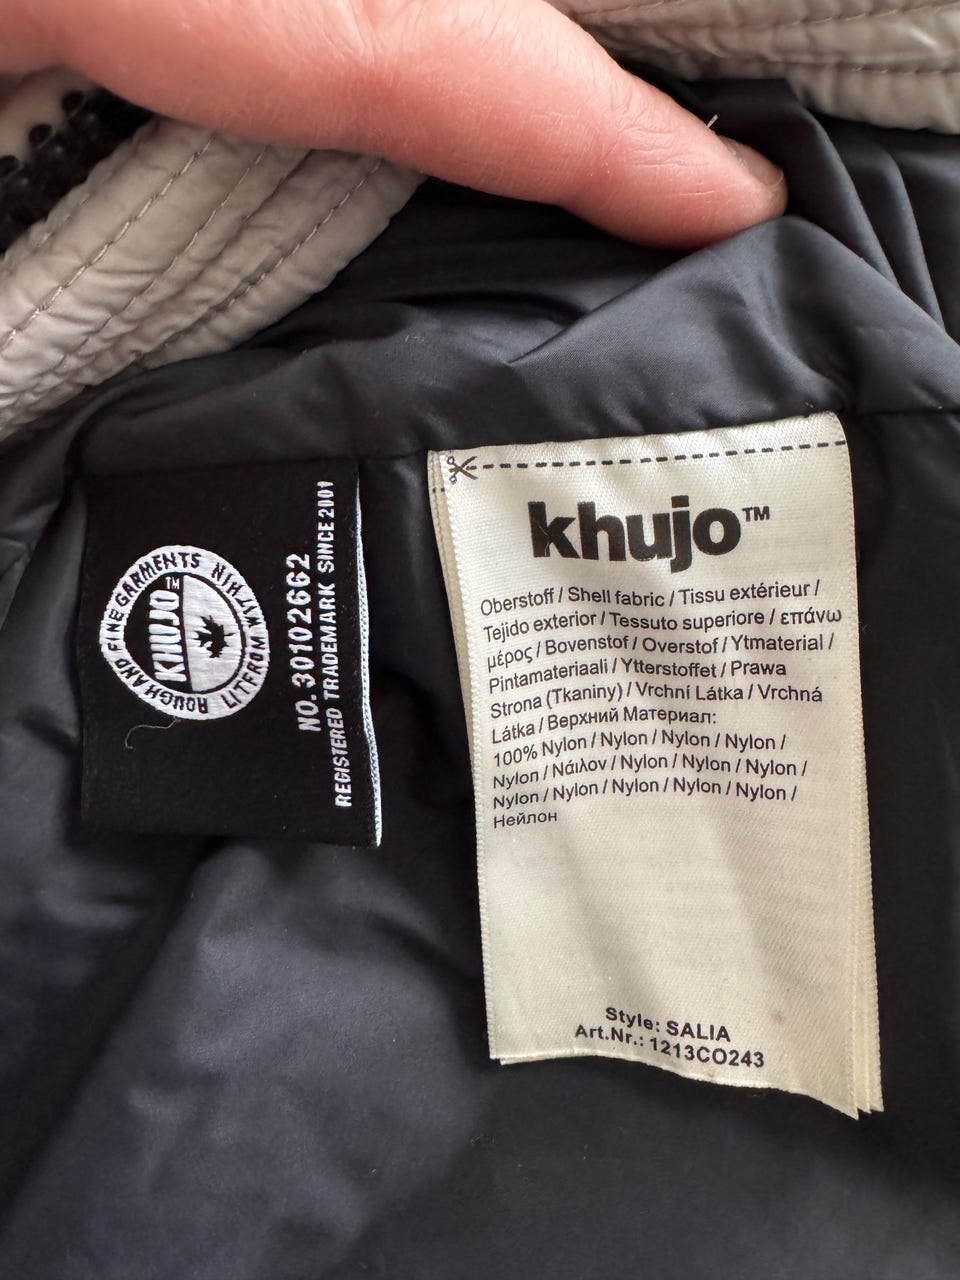 ROUGH AND FINE GARMENTS
KHUJO™
NO. 30102662
REGISTERED TRADEMARK SINCE 2001
khujo™
Oberstoff / Shell fabric / Tissu extérieur /
Tejido exterior / Tessuto superiore / επάνω
μέρος / Bovenstof / Overstof / Ytmaterial /
Pintamateriaali / Ytterstoffet / Prawa
Strona (Tkaniny) / Vrchní Látka / Vrchná
Látka / Верхний Материал:
100% Nylon / Nylon / Nylon / Nylon /
Nylon / Νάιλον / Nylon / Nylon / Nylon /
Nylon / Nylon / Nylon / Nylon / Nylon /
Нейлон
Style: SALIA
Art.Nr.: 1213CO243